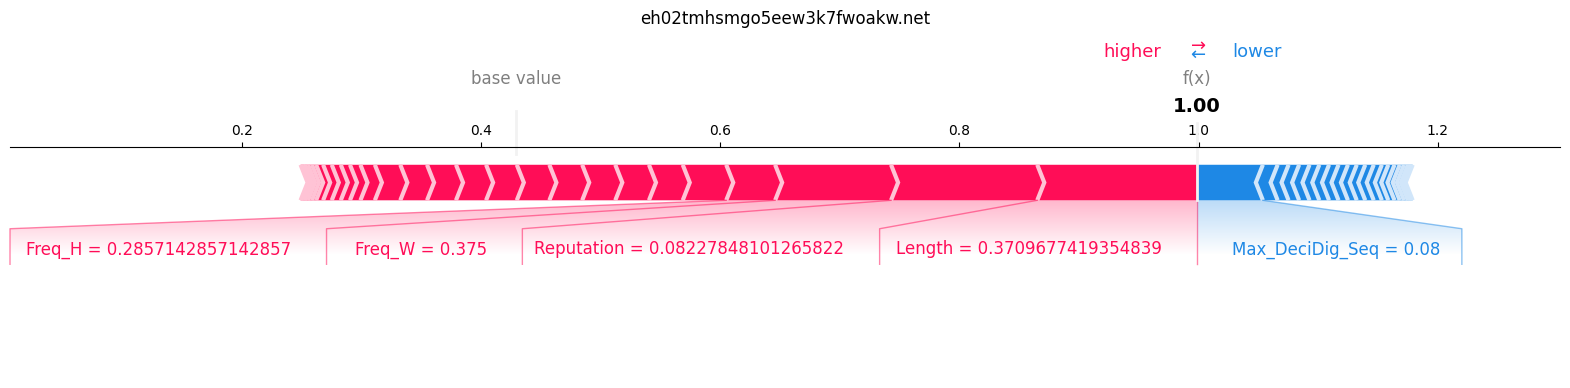 eh02tmhsmgo5eew3k7fwoakw.net
higher ⇄ lower
base value f(x)
1.00
0.2 0.4 0.6 0.8 1.0 1.2
Freq_H = 0.2857142857142857 Freq_W = 0.375 Reputation = 0.08227848101265822 Length = 0.3709677419354839 Max_DeciDig_Seq = 0.08